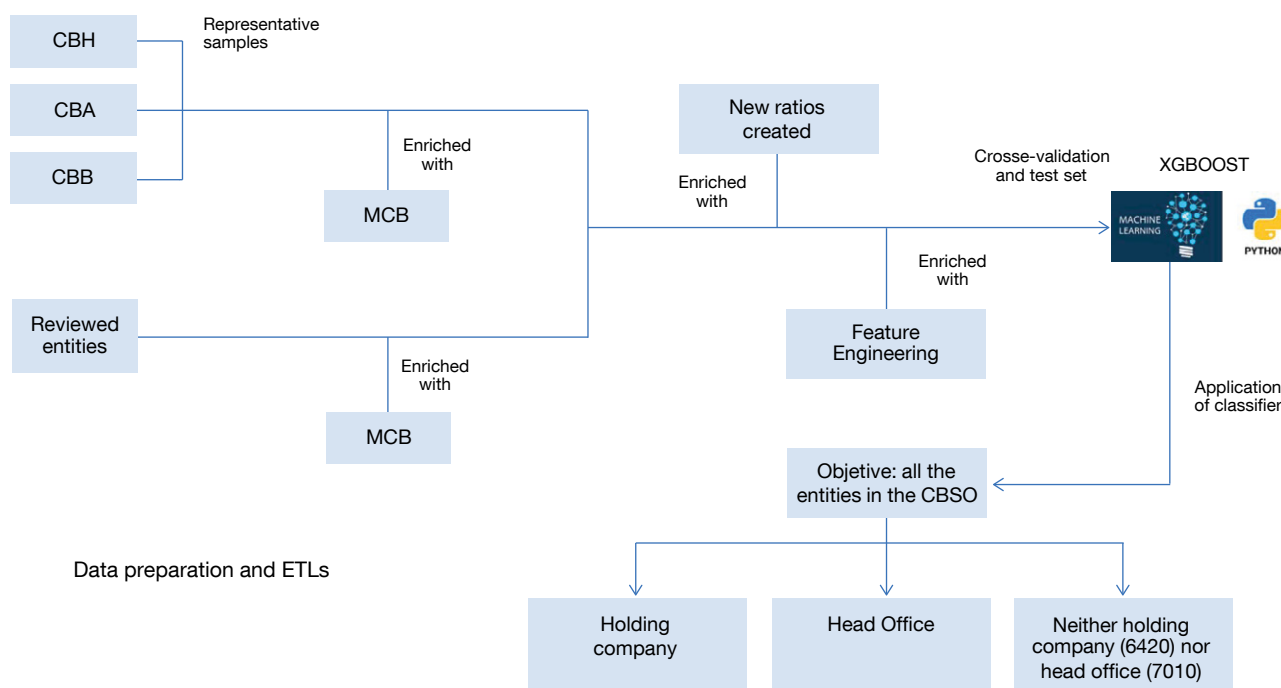 CBH
Representative
samples
CBA
CBB
Enriched
with
MCB
New ratios
created
Enriched
with
Crosse-validation
and test set
XGBOOST
MACHINE
LEARNING
PYTHON
Enriched
with
Feature
Engineering
Reviewed
entities
Enriched
with
MCB
Application
of classifier
Objetive: all the
entities in the CBSO
Data preparation and ETLs
Holding
company
Head Office
Neither holding
company (6420) nor
head office (7010)